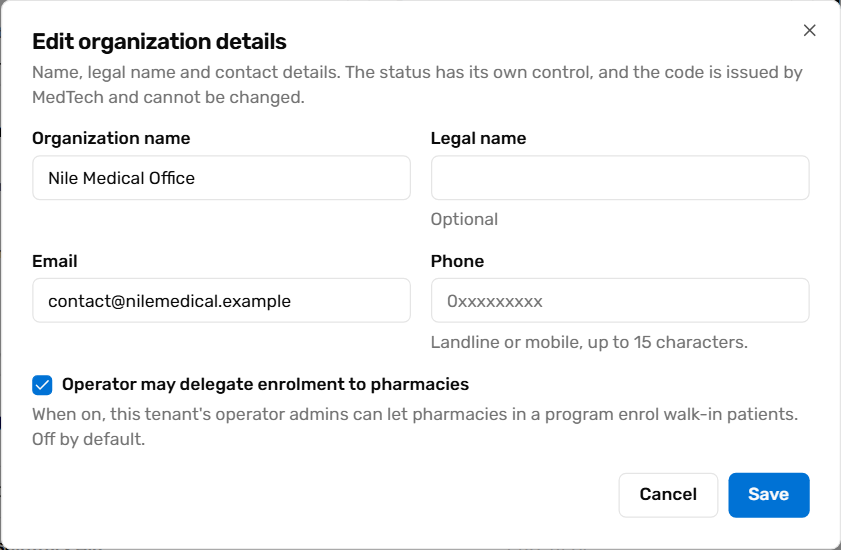 Edit organization details
Name, legal name and contact details. The status has its own control, and the code is issued by
MedTech and cannot be changed.
Organization name
Legal name
Nile Medical Office
Optional
Email
Phone
contact@nilemedical.example
0xxxxxxxxx
Landline or mobile, up to 15 characters.
Operator may delegate enrolment to pharmacies
When on, this tenant's operator admins can let pharmacies in a program enrol walk-in patients.
Off by default.
Cancel
Save